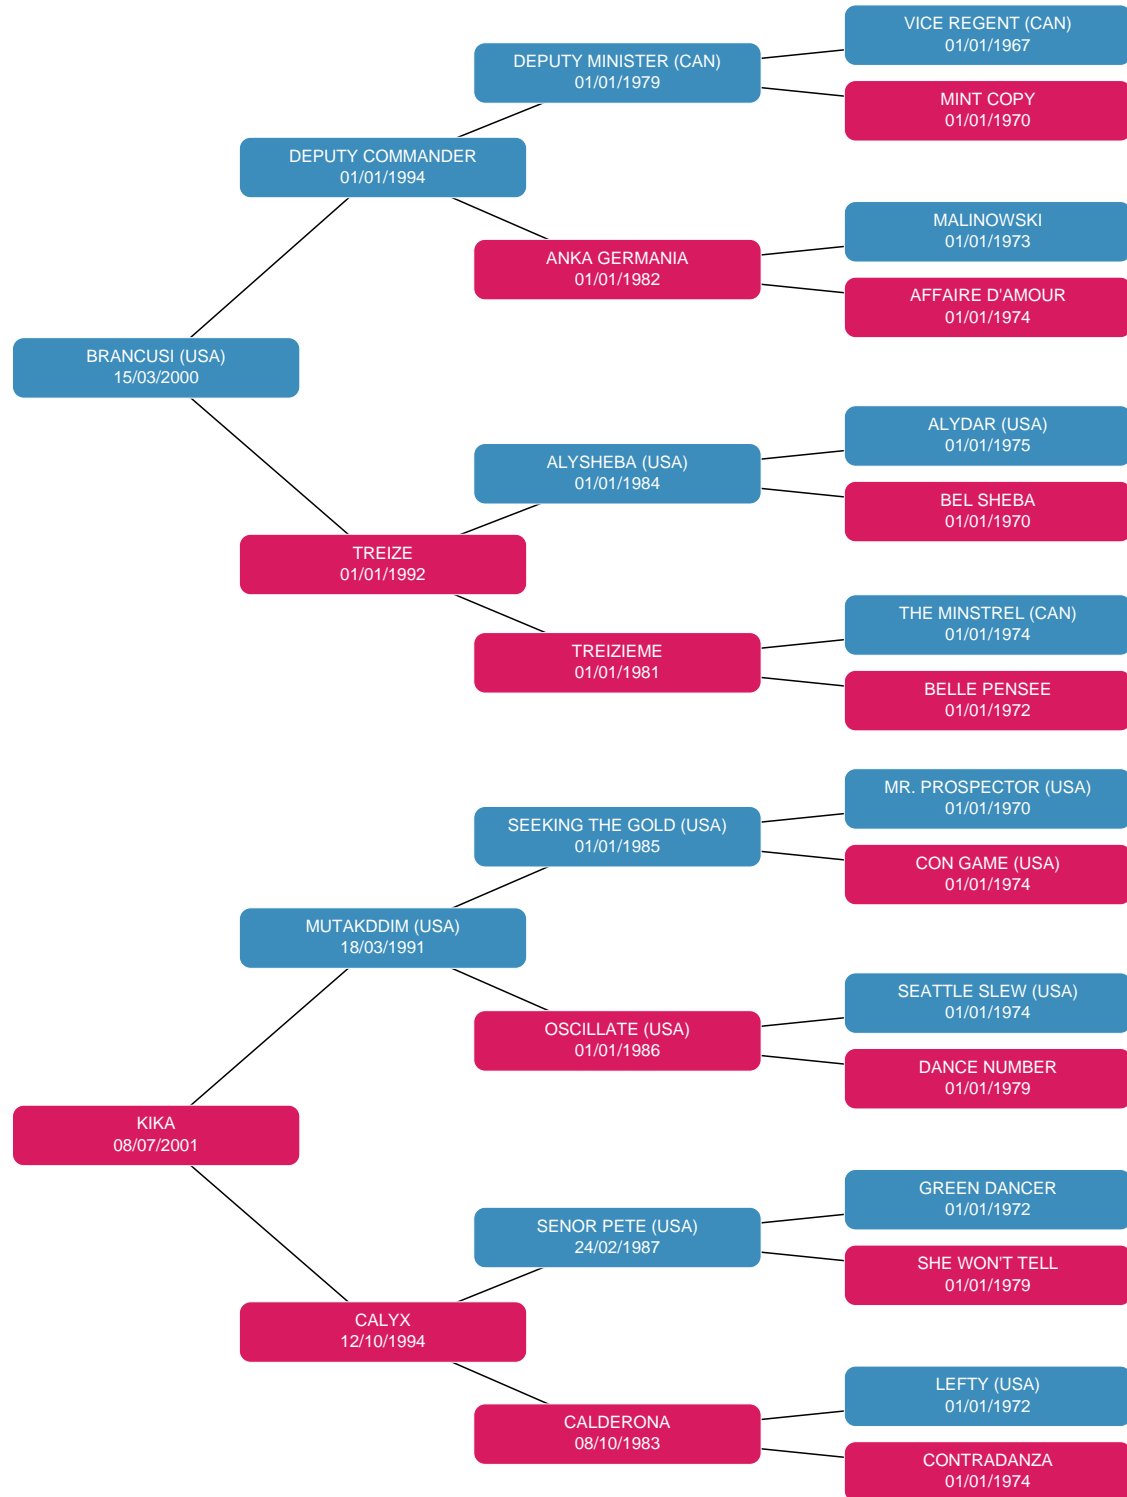 VICE REGENT (CAN)
01/01/1967
DEPUTY MINISTER (CAN)
01/01/1979
MINT COPY
01/01/1970
DEPUTY COMMANDER
01/01/1994
MALINOWSKI
01/01/1973
ANKA GERMANIA
01/01/1982
AFFAIRE D'AMOUR
01/01/1974
BRANCUSI (USA)
15/03/2000
ALYDAR (USA)
01/01/1975
ALYSHEBA (USA)
01/01/1984
BEL SHEBA
01/01/1970
TREIZE
01/01/1992
THE MINSTREL (CAN)
01/01/1974
TREIZIEME
01/01/1981
BELLE PENSEE
01/01/1972
MR. PROSPECTOR (USA)
01/01/1970
SEEKING THE GOLD (USA)
01/01/1985
CON GAME (USA)
01/01/1974
MUTAKDDIM (USA)
18/03/1991
SEATTLE SLEW (USA)
01/01/1974
OSCILLATE (USA)
01/01/1986
DANCE NUMBER
01/01/1979
KIKA
08/07/2001
GREEN DANCER
01/01/1972
SENOR PETE (USA)
24/02/1987
SHE WON'T TELL
01/01/1979
CALYX
12/10/1994
LEFTY (USA)
01/01/1972
CALDERONA
08/10/1983
CONTRADANZA
01/01/1974